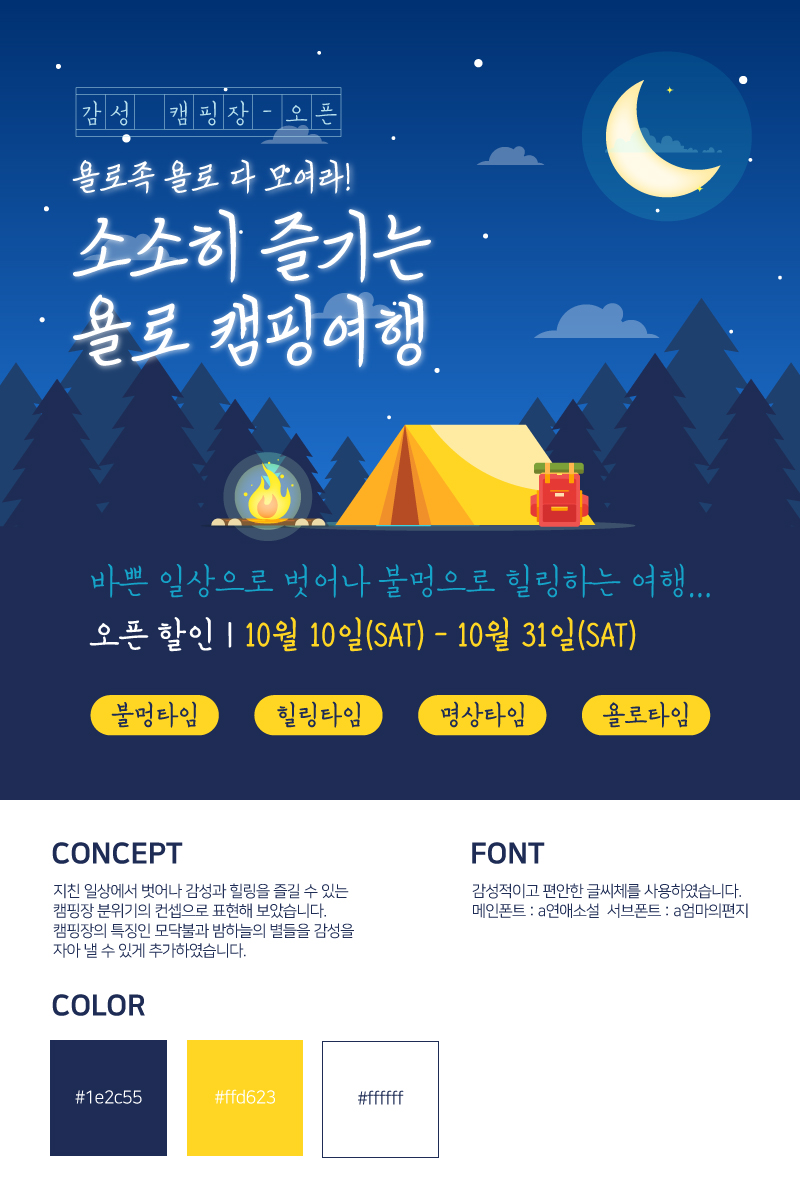 감성 캠핑장-오픈
욜로족 욜로 다 모여라!
소소히 즐기는
욜로 캠핑여행
바쁜 일상으로 벗어나 불멍으로 힐링하는 여행...
오픈 할인 | 10월 10일(SAT) - 10월 31일(SAT)
불멍타임 힐링타임 명상타임 욜로타임
CONCEPT
지친 일상에서 벗어나 감성과 힐링을 즐길 수 있는
캠핑장 분위기의 컨셉으로 표현해 보았습니다.
캠핑장의 특징인 모닥불과 밤하늘의 별들을 감성을
자아 낼 수 있게 추가하였습니다.
FONT
감성적이고 편안한 글씨체를 사용하였습니다.
메인폰트 : a연애소설 서브폰트 : a엄마의편지
COLOR
#1e2c55 #ffd623 #ffffff